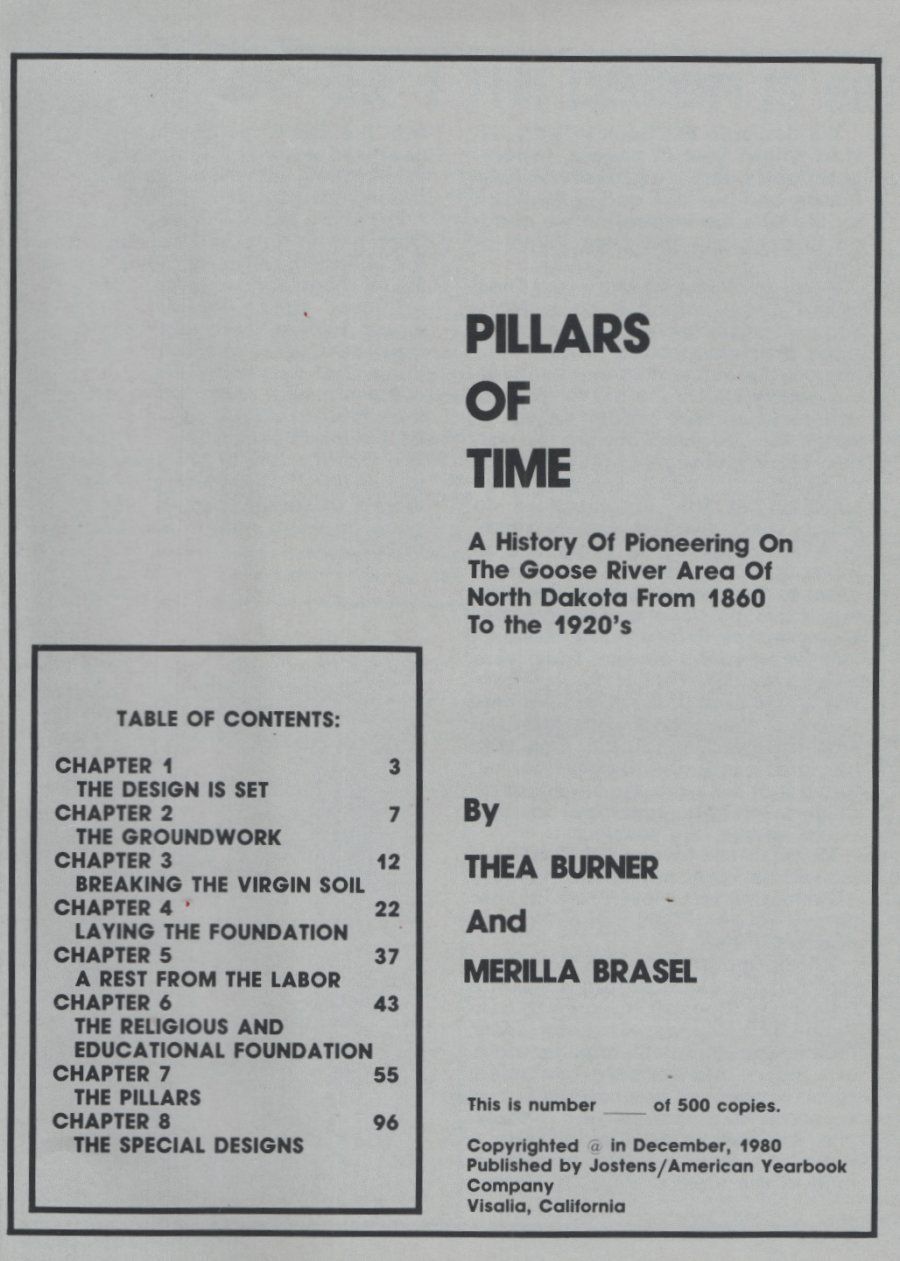 PILLARS
OF
TIME
A History Of Pioneering On
The Goose River Area Of
North Dakota From 1860
To the 1920's
TABLE OF CONTENTS:
CHAPTER 1 3
THE DESIGN IS SET
CHAPTER 2 7
THE GROUNDWORK
CHAPTER 3 12
BREAKING THE VIRGIN SOIL
CHAPTER 4 22
LAYING THE FOUNDATION
CHAPTER 5 37
A REST FROM THE LABOR
CHAPTER 6 43
THE RELIGIOUS AND
EDUCATIONAL FOUNDATION
CHAPTER 7 55
THE PILLARS
CHAPTER 8 96
THE SPECIAL DESIGNS
By
THEA BURNER
And
MERILLA BRASEL
This is number ____ of 500 copies.
Copyrighted @ in December, 1980
Published by Jostens/American Yearbook
Company
Visalia, California